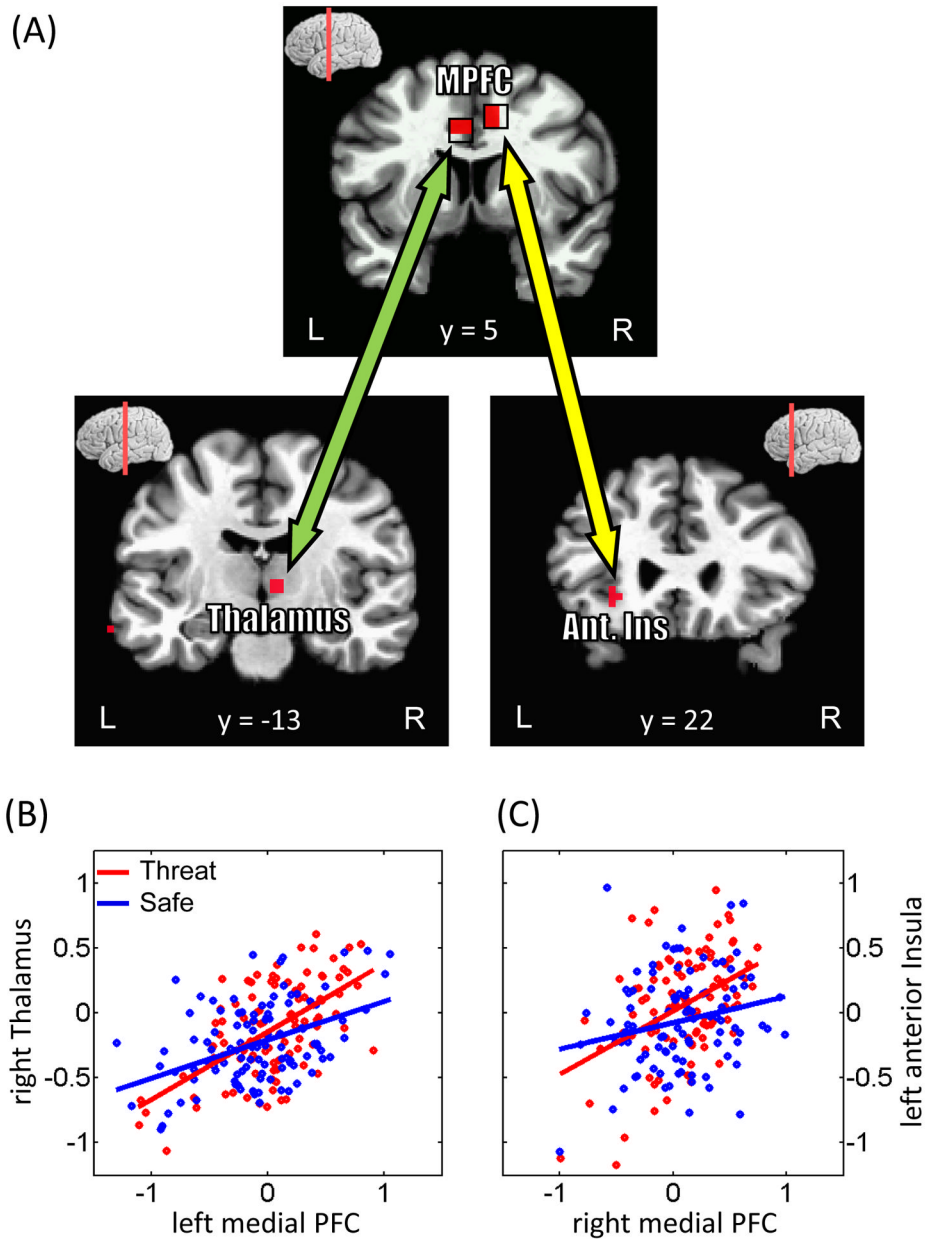 (A)
MPFC
L y = 5 R
Thalamus
L y = -13 R
Ant. Ins
L y = 22 R
(B)
Threat
Safe
right Thalamus
1
0.5
0
-0.5
-1
-1 0 1
left medial PFC
(C)
1
0.5
0
-0.5
-1
left anterior Insula
-1 0 1
right medial PFC